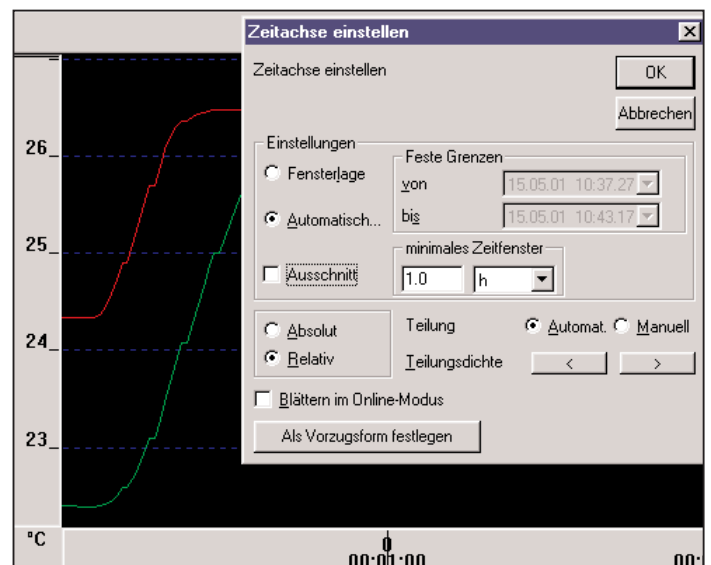 Zeitachse einstellen
Zeitachse einstellen
OK
Abbrechen
Einstellungen
Fensterlage
Automatisch...
Ausschnitt
Feste Grenzen
von 15.05.01 10:37.27
bis 15.05.01 10:43.17
minimales Zeitfenster
1.0 h
Absolut
Relativ
Teilung Automat. Manuell
Teilungsdichte < >
Blättern im Online-Modus
Als Vorzugsform festlegen
26
25
24
23
°C
0
00:01:00
00: